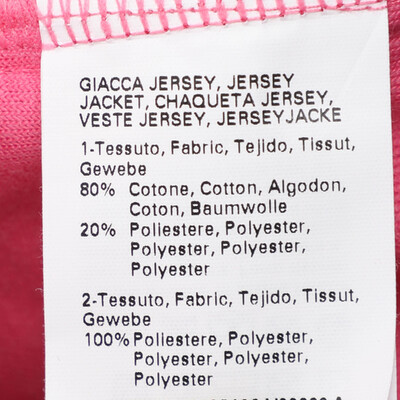 GIACCA JERSEY, JERSEY
JACKET, CHAQUETA JERSEY,
VESTE JERSEY, JERSEYJACKE
1-Tessuto, Fabric, Tejido, Tissut,
Gewebe
80% Cotone, Cotton, Algodon,
Coton, Baumwolle
20% Poliestere, Polyester,
Polyester, Polyester,
Polyester
2-Tessuto, Fabric, Tejido, Tissut,
Gewebe
100% Poliestere, Polyester,
Polyester, Polyester,
Polyester